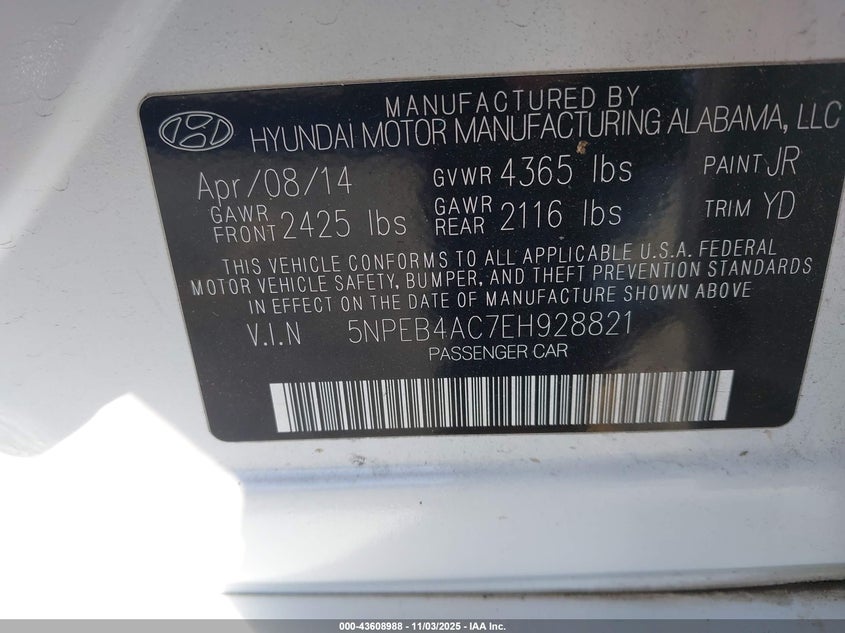 MANUFACTURED BY
HYUNDAI MOTOR MANUFACTURING ALABAMA, LLC
Apr/08/14 GVWR 4365 lbs PAINT JR
GAWR FRONT 2425 lbs GAWR REAR 2116 lbs TRIM YD
THIS VEHICLE CONFORMS TO ALL APPLICABLE U.S.A. FEDERAL
MOTOR VEHICLE SAFETY, BUMPER, AND THEFT PREVENTION STANDARDS
IN EFFECT ON THE DATE OF MANUFACTURE SHOWN ABOVE
V.I.N 5NPEB4AC7EH928821
PASSENGER CAR
000-43608988 - 11/03/2025 - IAA Inc.